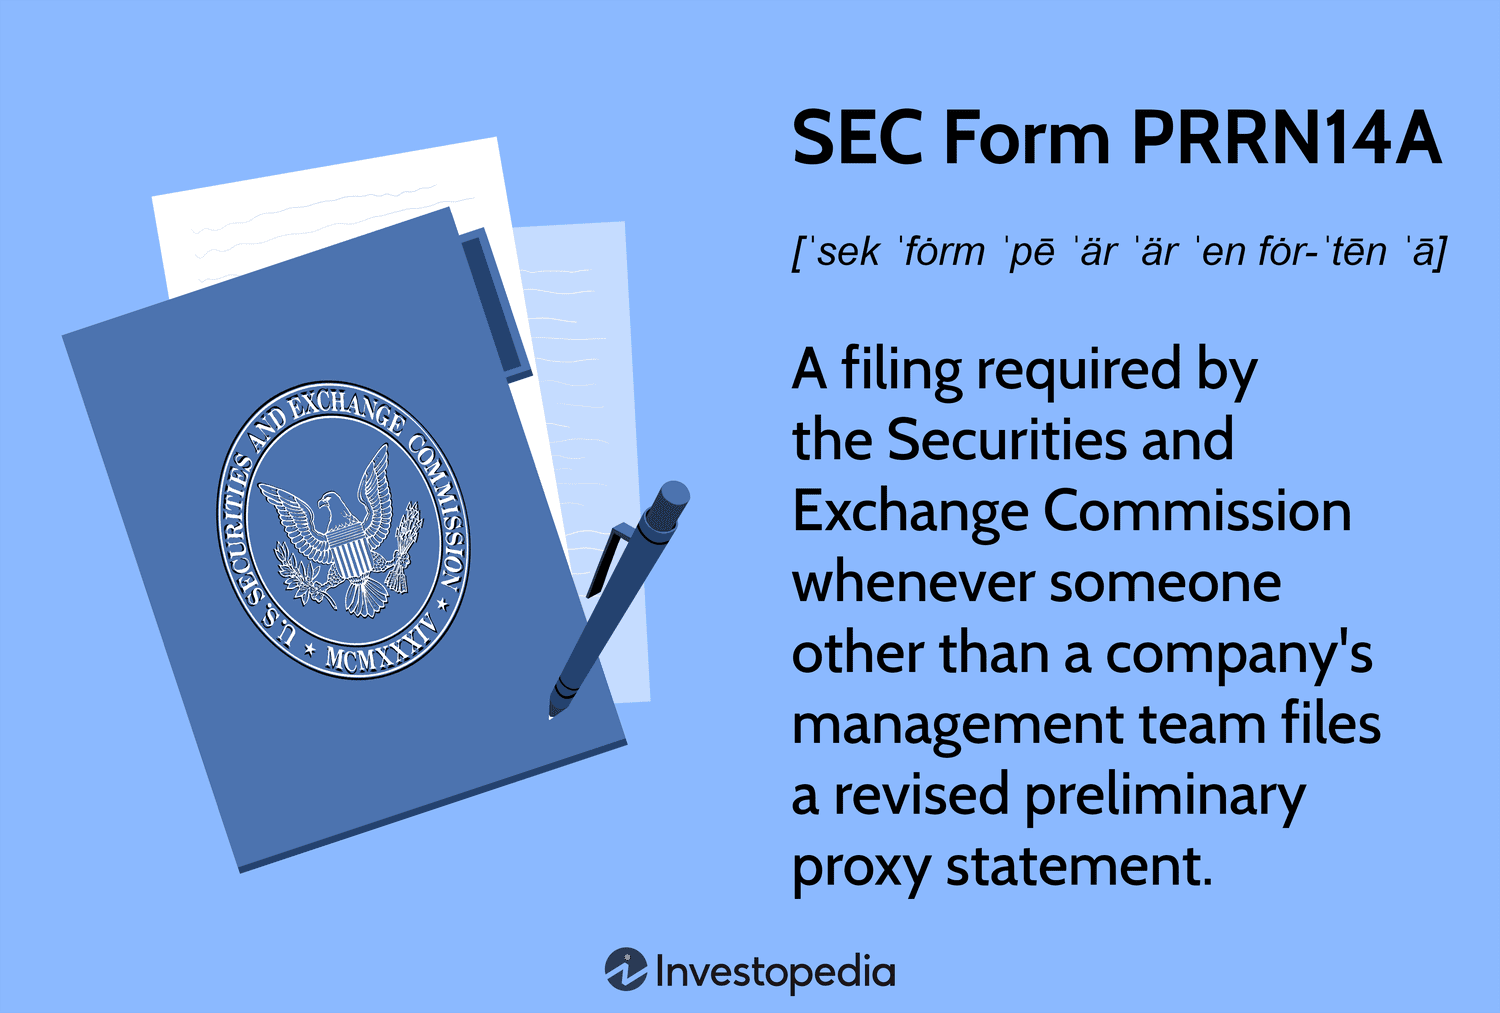 SEC Form PRRN14A
[ˈsek ˈfȯrm ˈpē ˈär ˈär ˈen fȯr-ˈtēn ˈā]
A filing required by
the Securities and
Exchange Commission
whenever someone
other than a company's
management team files
a revised preliminary
proxy statement.
U.S. SECURITIES AND EXCHANGE COMMISSION
MCMXXXIV
Investopedia